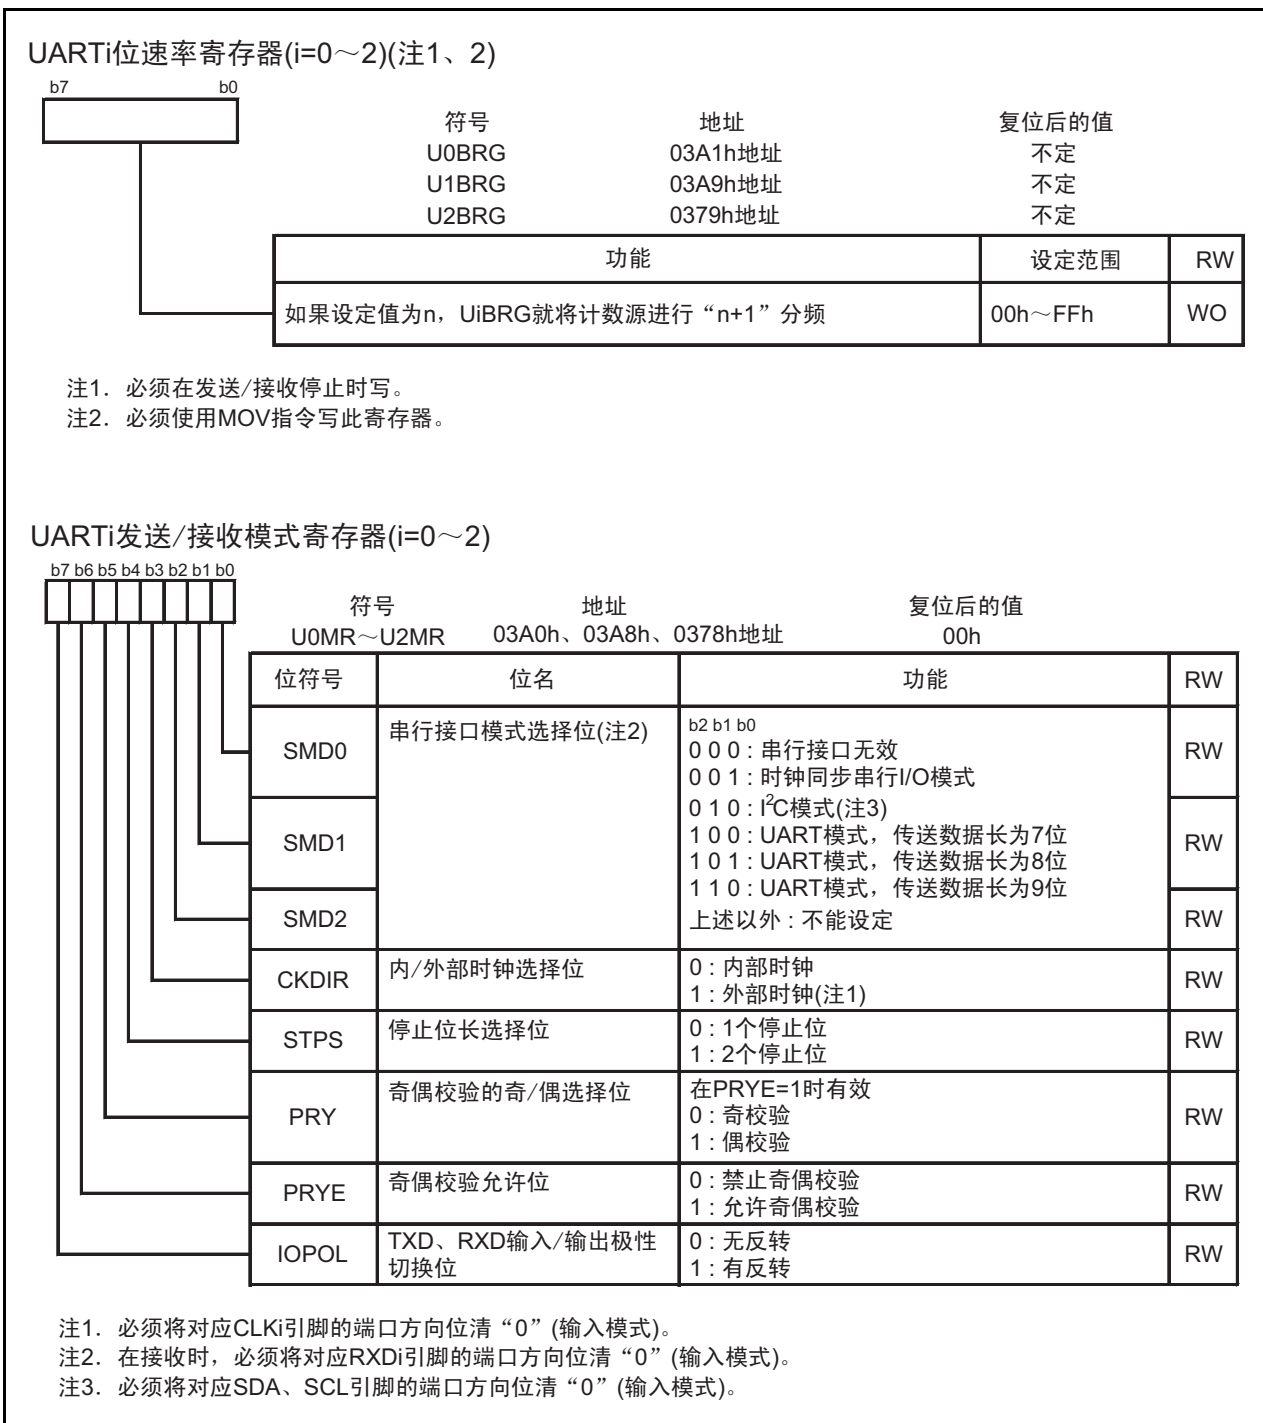 UARTi位速率寄存器(i=0～2)(注1、2)
b7 b0
符号 地址 复位后的值
U0BRG 03A1h地址 不定
U1BRG 03A9h地址 不定
U2BRG 0379h地址 不定
功能 设定范围 RW
如果设定值为n，UiBRG就将计数源进行“n+1”分频 00h～FFh WO
注1．必须在发送/接收停止时写。
注2．必须使用MOV指令写此寄存器。
UARTi发送/接收模式寄存器(i=0～2)
b7 b6 b5 b4 b3 b2 b1 b0
符号 地址 复位后的值
U0MR～U2MR 03A0h、03A8h、0378h地址 00h
位符号 位名 功能 RW
SMD0 串行接口模式选择位(注2) RW
b2 b1 b0
0 0 0 : 串行接口无效
0 0 1 : 时钟同步串行I/O模式
0 1 0 : I²C模式(注3)
SMD1 RW
1 0 0 : UART模式，传送数据长为7位
1 0 1 : UART模式，传送数据长为8位
1 1 0 : UART模式，传送数据长为9位
SMD2 上述以外 : 不能设定 RW
CKDIR 内/外部时钟选择位 RW
0 : 内部时钟
1 : 外部时钟(注1)
STPS 停止位长选择位 RW
0 : 1个停止位
1 : 2个停止位
PRY 奇偶校验的奇/偶选择位 RW
在PRYE=1时有效
0 : 奇校验
1 : 偶校验
PRYE 奇偶校验允许位 RW
0 : 禁止奇偶校验
1 : 允许奇偶校验
IOPOL TXD、RXD输入/输出极性 RW
切换位
0 : 无反转
1 : 有反转
注1．必须将对应CLKi引脚的端口方向位清“0”(输入模式)。
注2．在接收时，必须将对应RXDi引脚的端口方向位清“0”(输入模式)。
注3．必须将对应SDA、SCL引脚的端口方向位清“0”(输入模式)。